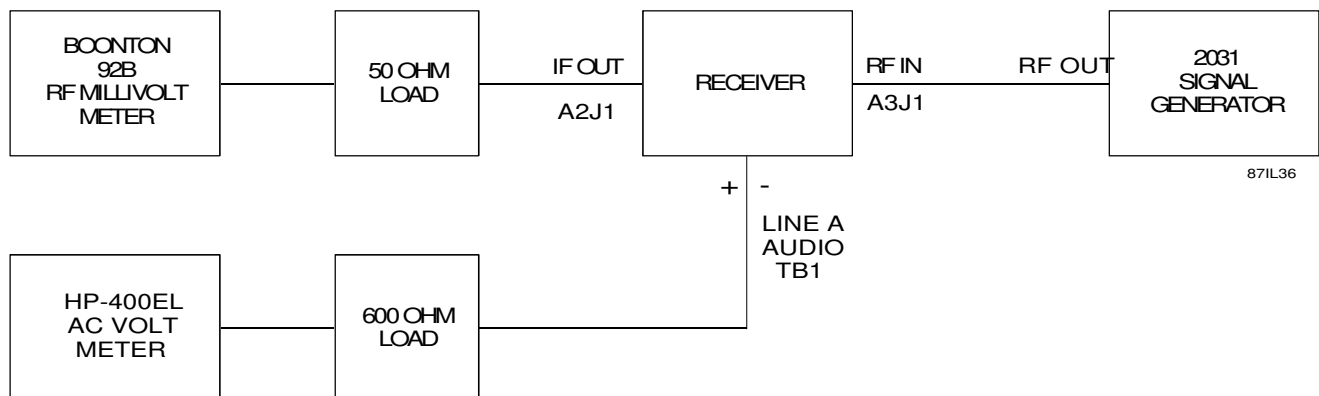 BOONTON
92B
RF MILLIVOLT
METER
50 OHM
LOAD
IF OUT
A2J1
RECEIVER
RF IN
A3J1
RF OUT
2031
SIGNAL
GENERATOR
87IL36
+ -
LINE A
AUDIO
TB1
HP-400EL
AC VOLT
METER
600 OHM
LOAD